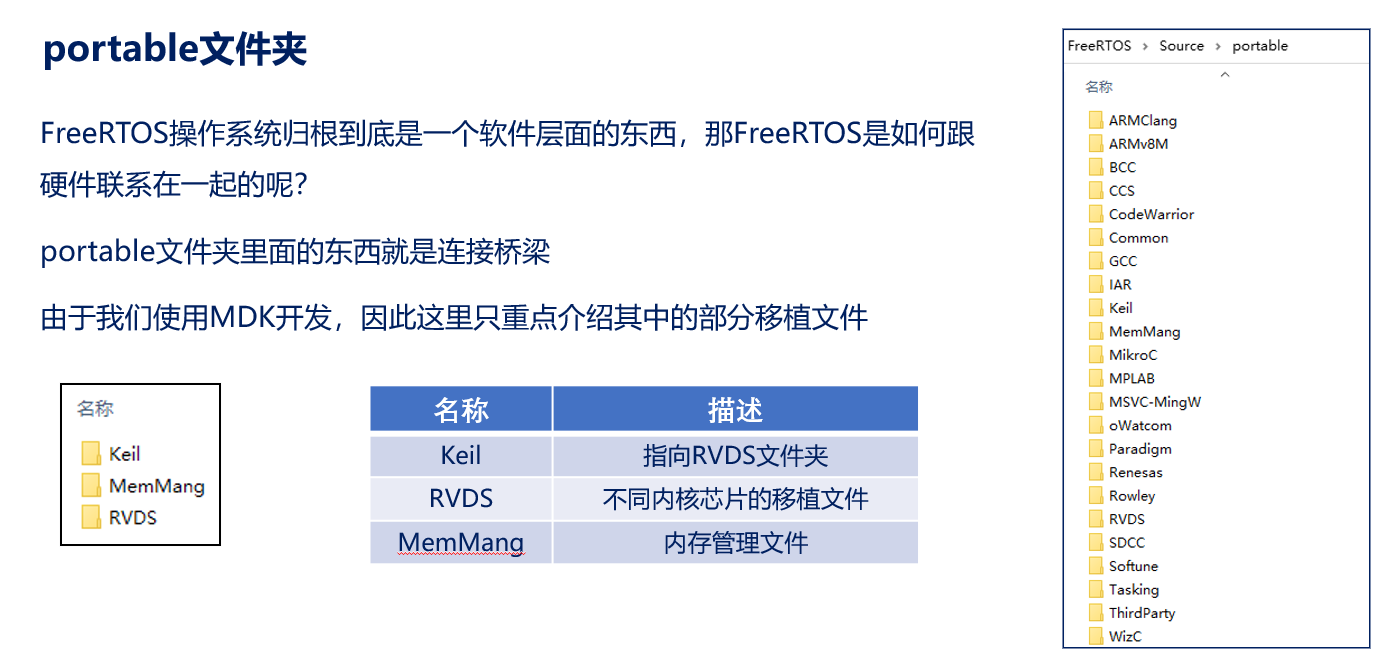 portable文件夹
FreeRTOS操作系统归根到底是一个软件层面的东西，那FreeRTOS是如何跟
硬件联系在一起的呢？
portable文件夹里面的东西就是连接桥梁
由于我们使用MDK开发，因此这里只重点介绍其中的部分移植文件
名称
Keil
MemMang
RVDS
名称 描述
Keil 指向RVDS文件夹
RVDS 不同内核芯片的移植文件
MemMang 内存管理文件
FreeRTOS › Source › portable
名称
ARMClang
ARMv8M
BCC
CCS
CodeWarrior
Common
GCC
IAR
Keil
MemMang
MikroC
MPLAB
MSVC-MingW
oWatcom
Paradigm
Renesas
Rowley
RVDS
SDCC
Softune
Tasking
ThirdParty
WizC